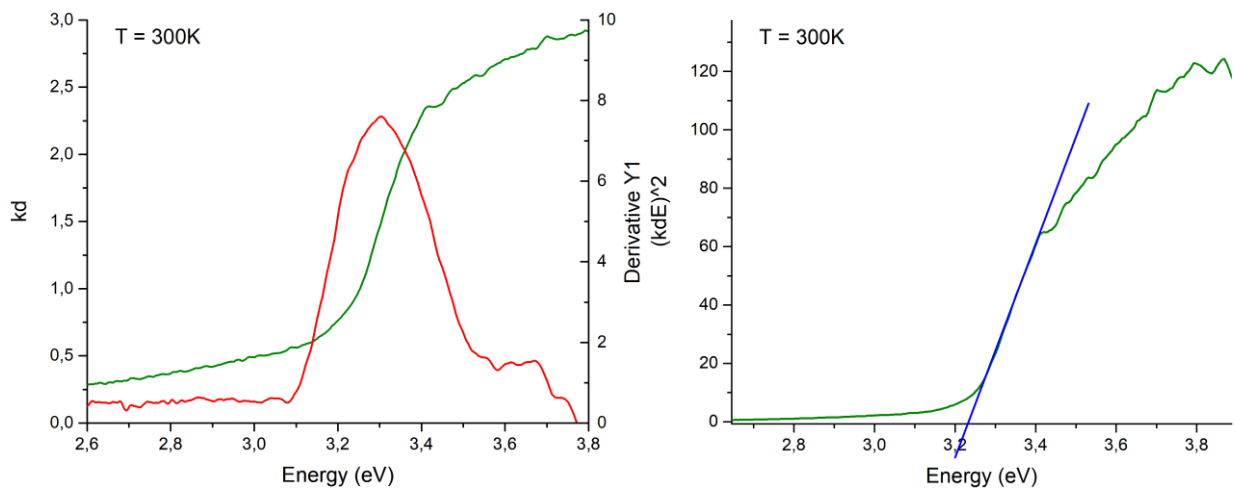 T = 300K
3,0
2,5
2,0
1,5
1,0
0,5
0,0
kd
10
8
6
4
2
0
Derivative Y1
2,6 2,8 3,0 3,2 3,4 3,6 3,8
Energy (eV)
T = 300K
120
100
80
60
40
20
0
(kdE)^2
2,8 3,0 3,2 3,4 3,6 3,8
Energy (eV)